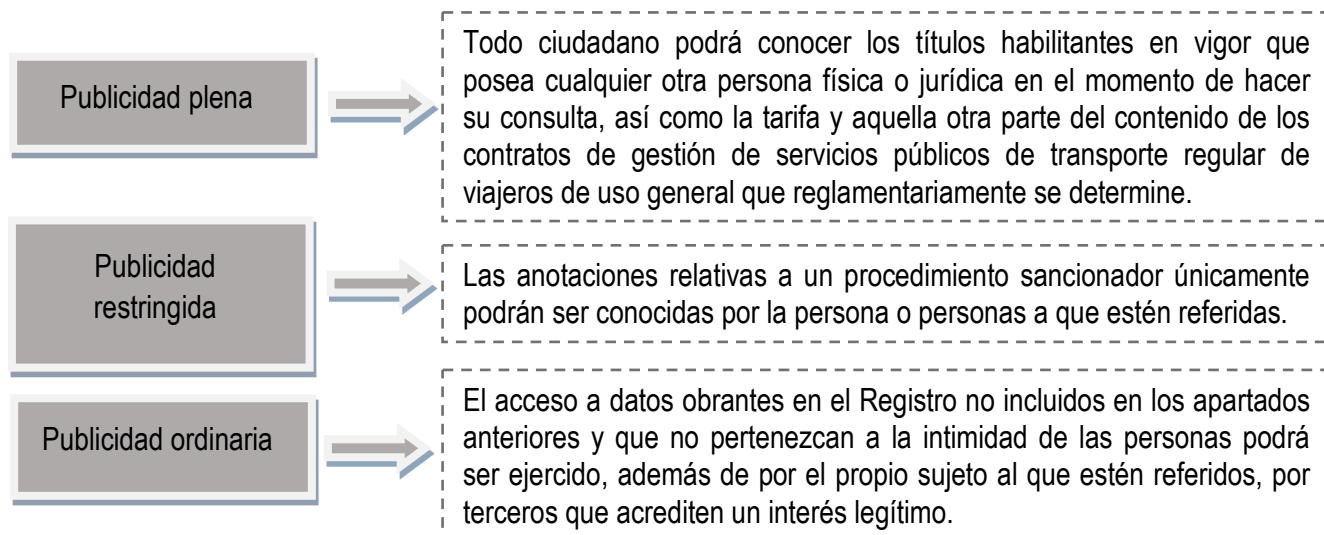 Publicidad plena
Todo ciudadano podrá conocer los títulos habilitantes en vigor que
posea cualquier otra persona física o jurídica en el momento de hacer
su consulta, así como la tarifa y aquella otra parte del contenido de los
contratos de gestión de servicios públicos de transporte regular de
viajeros de uso general que reglamentariamente se determine.
Publicidad
restringida
Las anotaciones relativas a un procedimiento sancionador únicamente
podrán ser conocidas por la persona o personas a que estén referidas.
Publicidad ordinaria
El acceso a datos obrantes en el Registro no incluidos en los apartados
anteriores y que no pertenezcan a la intimidad de las personas podrá
ser ejercido, además de por el propio sujeto al que estén referidos, por
terceros que acrediten un interés legítimo.